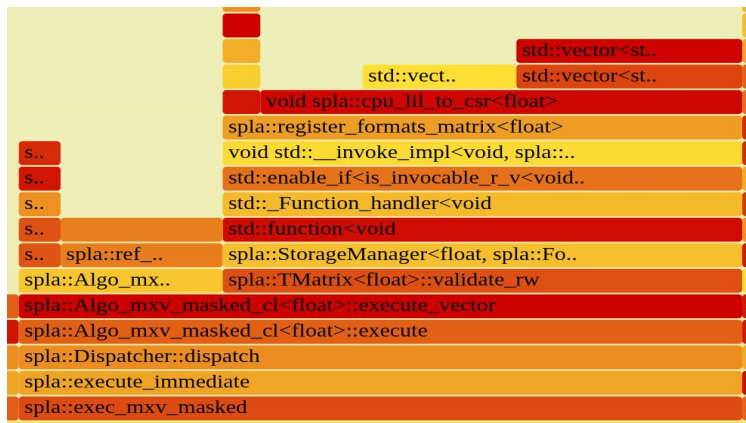 std::vector<st..
std::vect..
std::vector<st..
void spla::cpu_lil_to_csr<float>
spla::register_formats_matrix<float>
s..
void std::__invoke_impl<void, spla::..
s..
std::enable_if<is_invocable_r_v<void..
s..
std::_Function_handler<void
s..
std::function<void
s..
spla::ref_..
spla::StorageManager<float, spla::Fo..
spla::Algo_mx..
spla::TMatrix<float>::validate_rw
spla::Algo_mxv_masked_cl<float>::execute_vector
spla::Algo_mxv_masked_cl<float>::execute
spla::Dispatcher::dispatch
spla::execute_immediate
spla::exec_mxv_masked